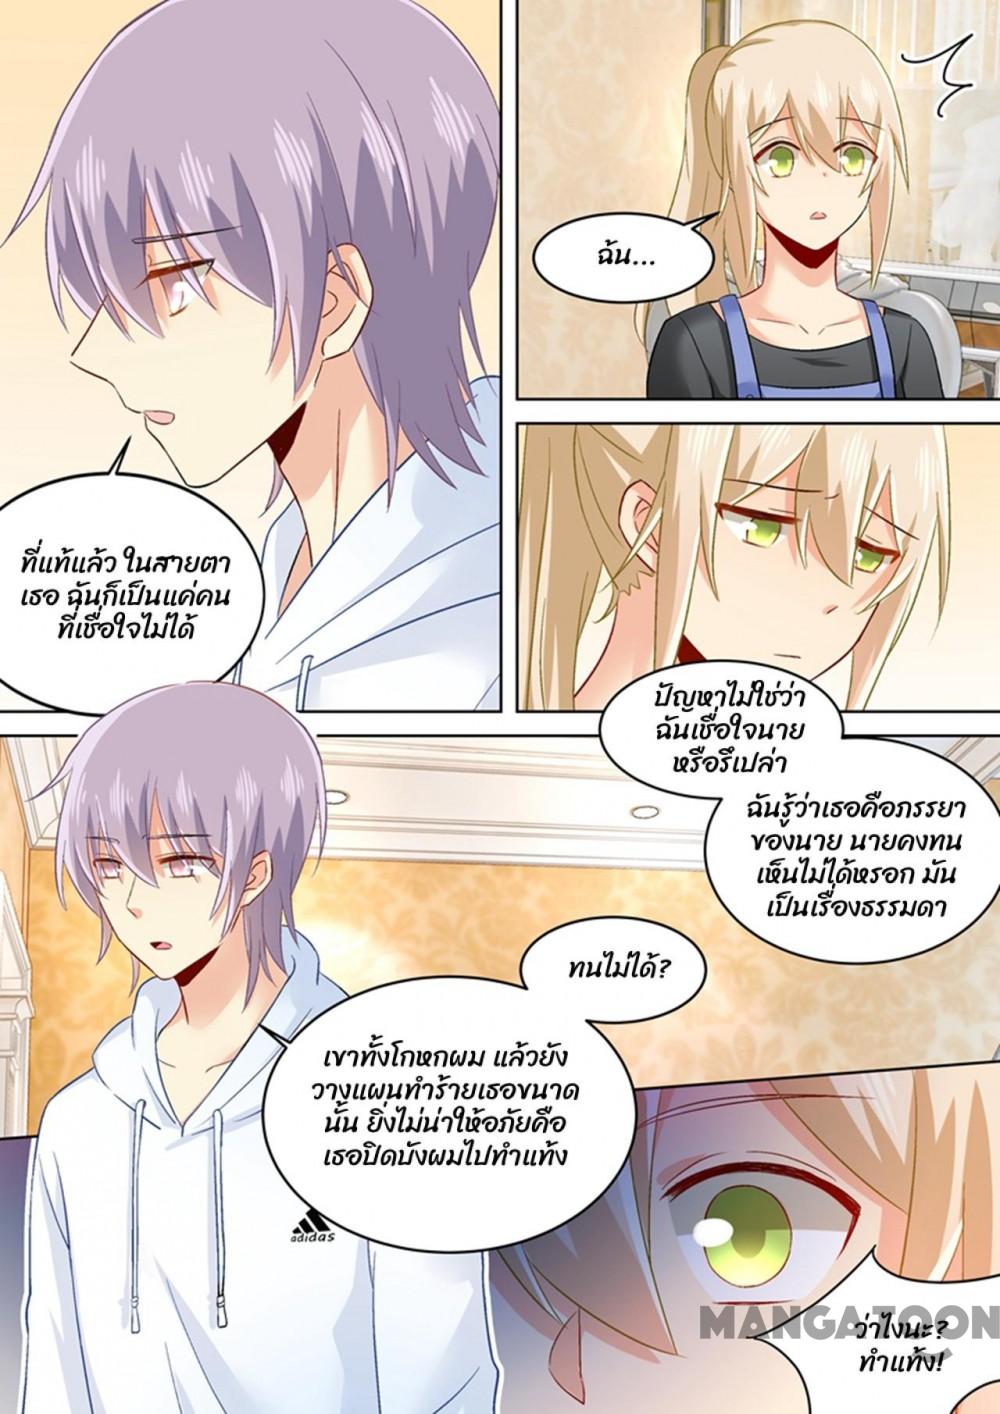 ที่แท้แล้ว ในสายตา
เธอ ฉันก็เป็นแค่คน
ที่เชื่อใจไม่ได้
ฉัน...
ปัญหาไม่ใช่ว่า
ฉันเชื่อใจนาย
หรือรึเปล่า
ฉันรู้ว่าเธอคือภรรยา
ของนาย นายคงทน
เห็นไม่ได้หรอก มัน
เป็นเรื่องธรรมดา
ทนไม่ได้?
เขาทั้งโกหกผม แล้วยัง
วางแผนทำร้ายเธอขนาด
นั้น ยิ่งไม่น่าให้อภัยคือ
เธอปิดบังผมไปทำแท้ง
adidas
ว่าไงนะ?
ทำแท้ง!
MANGATOON